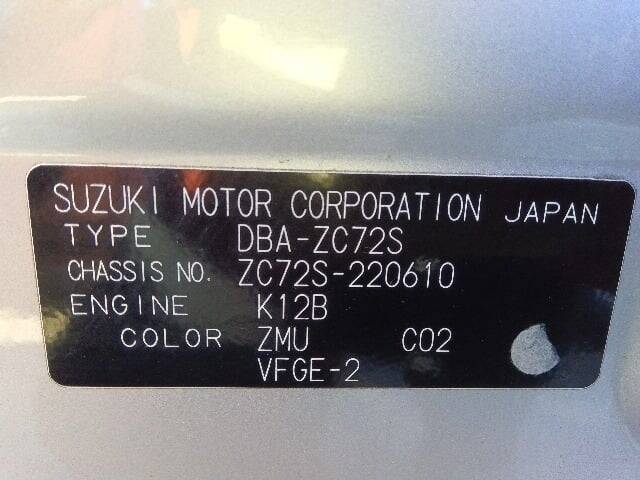 SUZUKI MOTOR CORPORATION JAPAN
TYPE DBA-ZC72S
CHASSIS NO. ZC72S-220610
ENGINE K12B
COLOR ZMU C02
VFGE-2